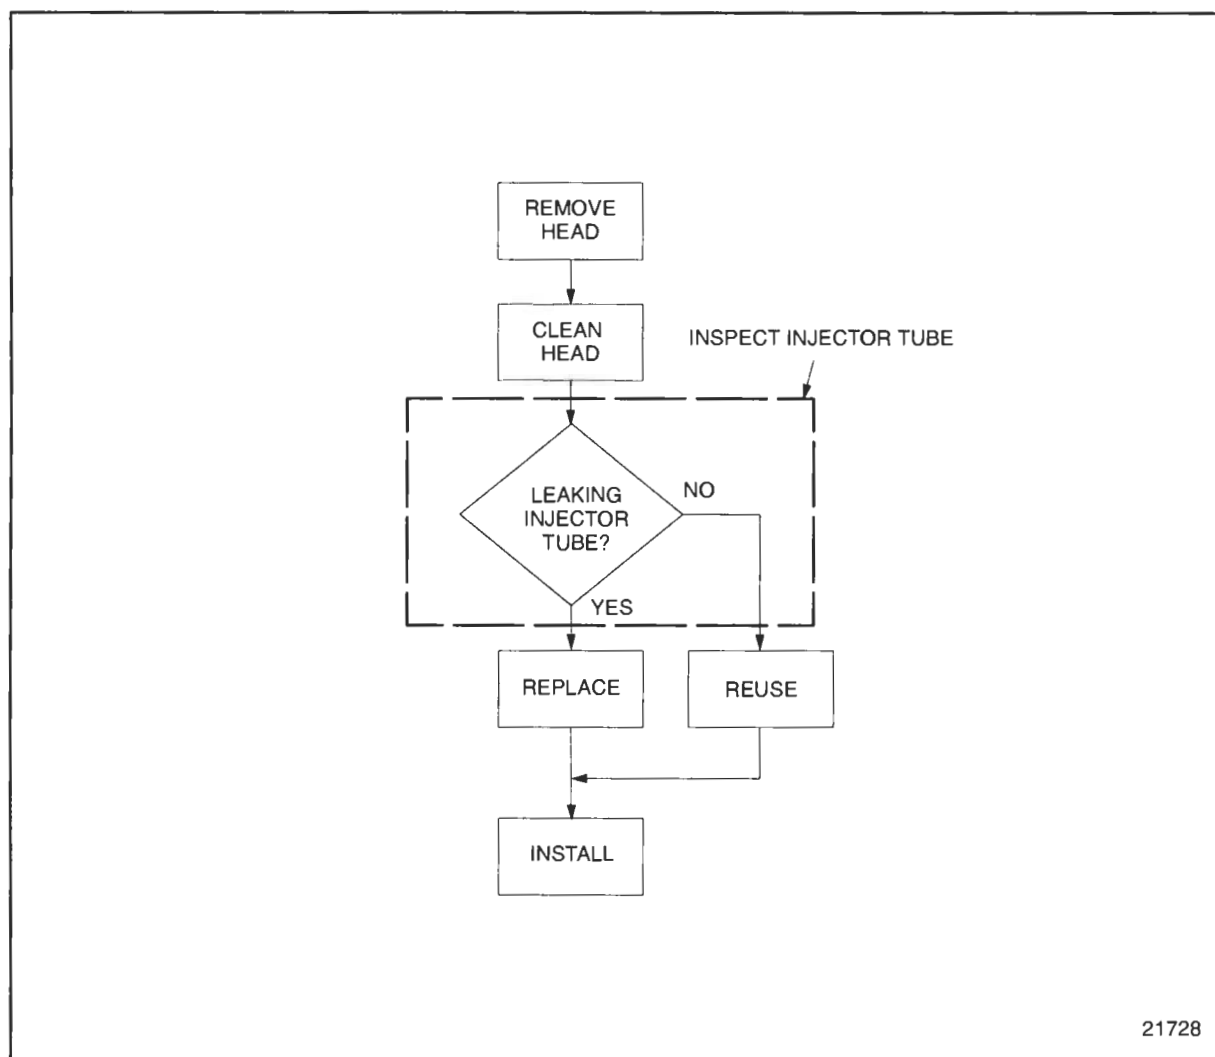 REMOVE
HEAD
CLEAN
HEAD
INSPECT INJECTOR TUBE
LEAKING
INJECTOR
TUBE?
NO
YES
REPLACE
REUSE
INSTALL
21728